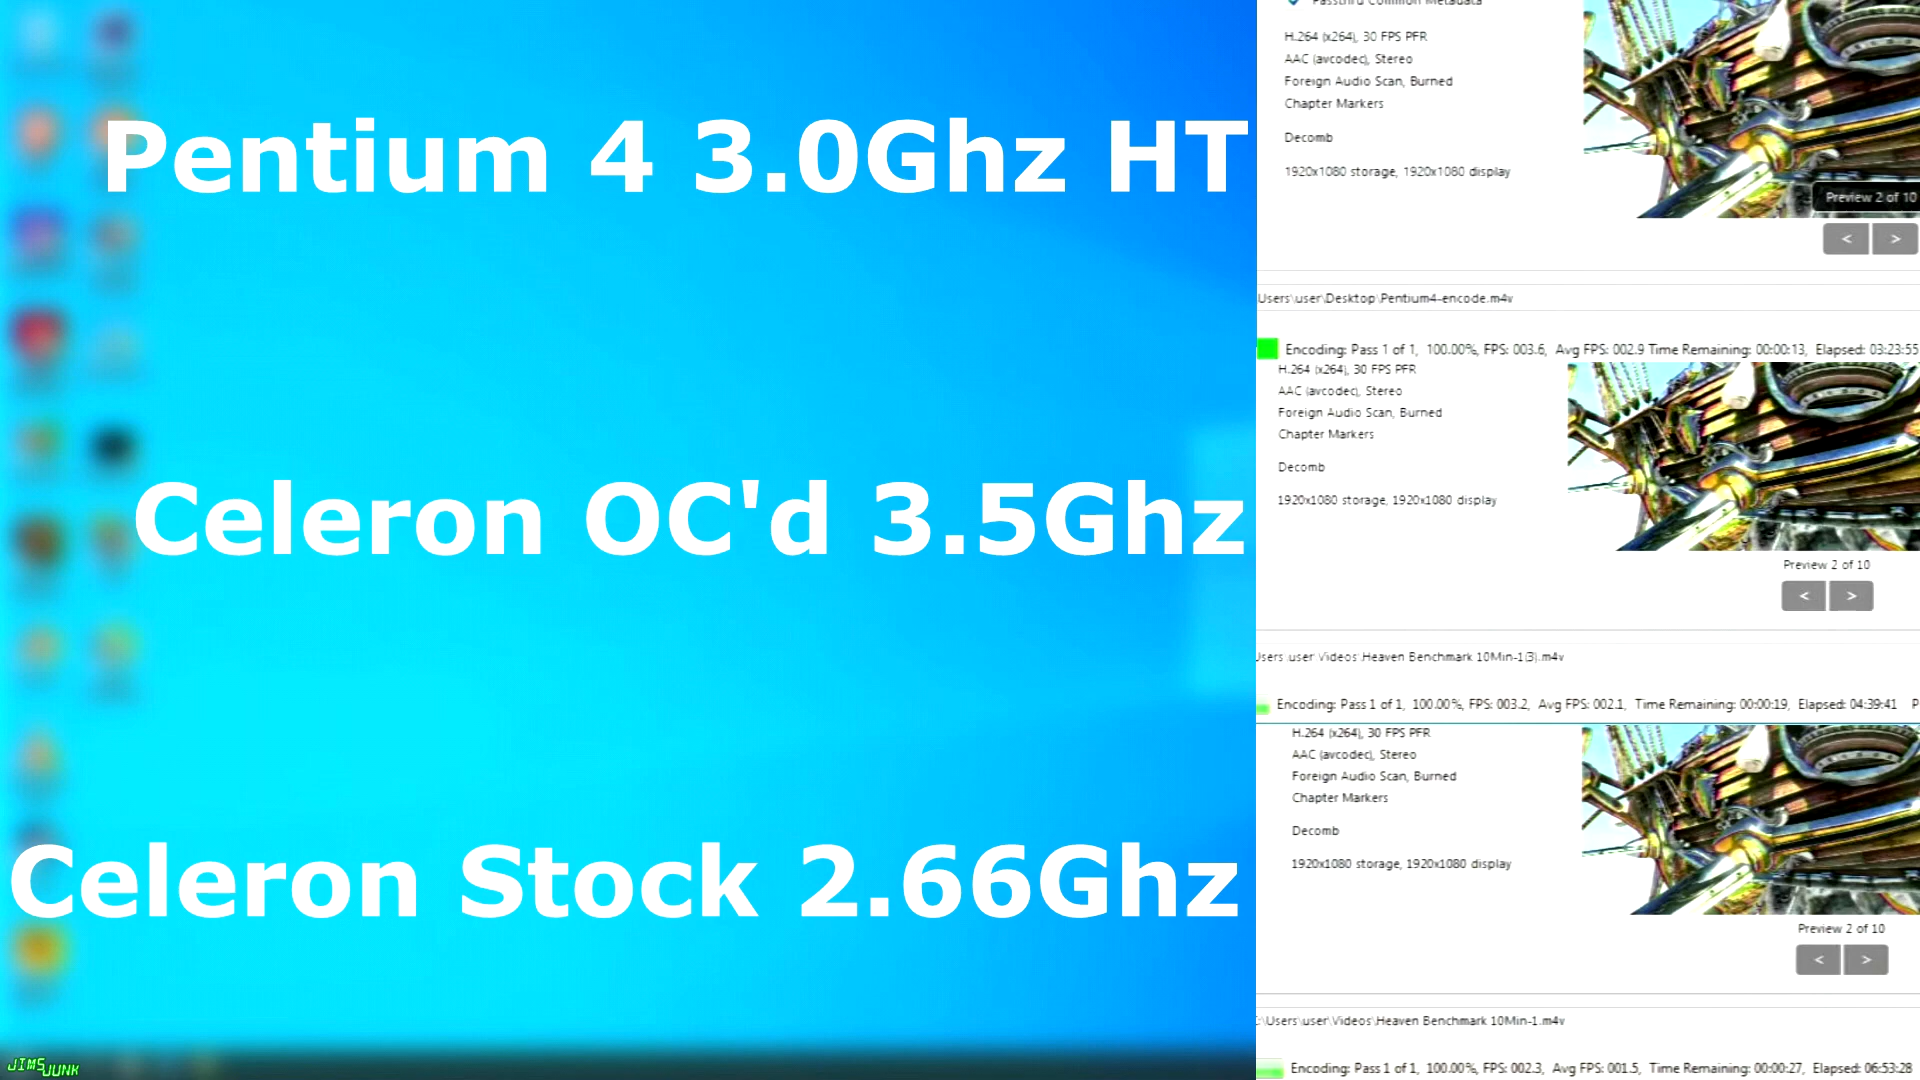 Pentium 4 3.0Ghz HT
Passthru Common Metadata
H.264 (x264), 30 FPS PFR
AAC (avcodec), Stereo
Foreign Audio Scan, Burned
Chapter Markers
Decomb
1920x1080 storage, 1920x1080 display
Preview 2 of 10
< >
Users\user\Desktop\Pentium4-encode.m4v
Encoding: Pass 1 of 1, 100.00%, FPS: 003.6, Avg FPS: 002.9 Time Remaining: 00:00:13, Elapsed: 03:23:55
Celeron OC'd 3.5Ghz
H.264 (x264), 30 FPS PFR
AAC (avcodec), Stereo
Foreign Audio Scan, Burned
Chapter Markers
Decomb
1920x1080 storage, 1920x1080 display
Preview 2 of 10
< >
Users\user\Videos\Heaven Benchmark 10Min-1(3).m4v
Encoding: Pass 1 of 1, 100.00%, FPS: 003.2, Avg FPS: 002.1, Time Remaining: 00:00:19, Elapsed: 04:39:41 P
Celeron Stock 2.66Ghz
H.264 (x264), 30 FPS PFR
AAC (avcodec), Stereo
Foreign Audio Scan, Burned
Chapter Markers
Decomb
1920x1080 storage, 1920x1080 display
Preview 2 of 10
< >
:\Users\user\Videos\Heaven Benchmark 10Min-1.m4v
Encoding: Pass 1 of 1, 100.00%, FPS: 002.3, Avg FPS: 001.5, Time Remaining: 00:00:27, Elapsed: 06:53:28
JIMS JUNK